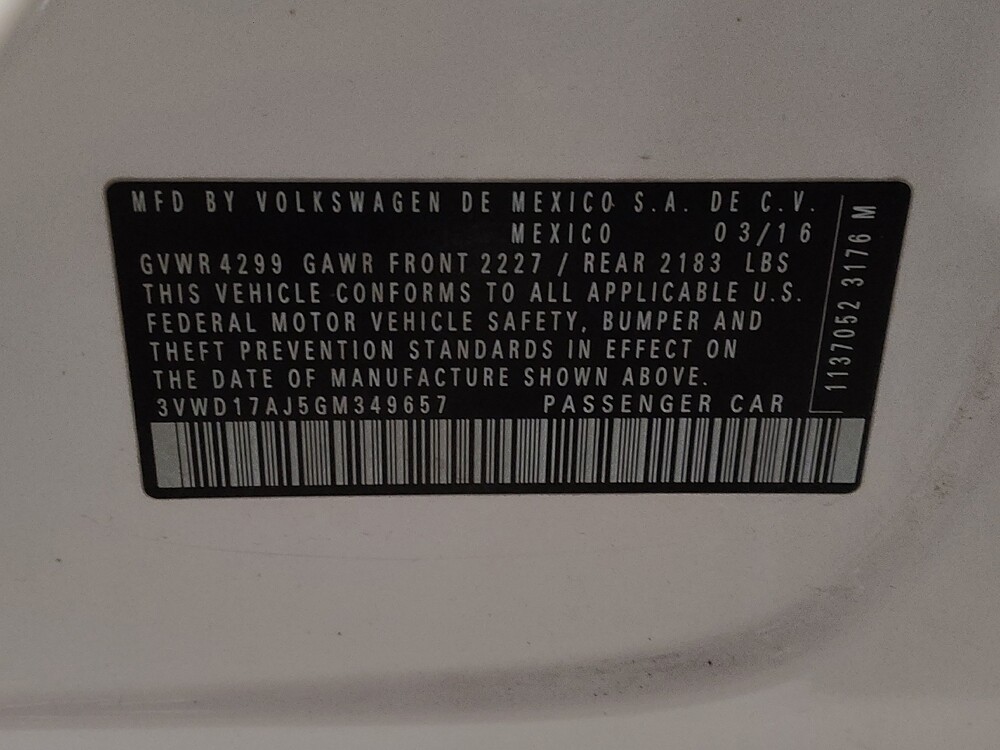 MFD BY VOLKSWAGEN DE MEXICO S.A. DE C.V.
MEXICO 03/16
GVWR 4299 GAWR FRONT 2227 / REAR 2183 LBS
THIS VEHICLE CONFORMS TO ALL APPLICABLE U.S.
FEDERAL MOTOR VEHICLE SAFETY, BUMPER AND
THEFT PREVENTION STANDARDS IN EFFECT ON
THE DATE OF MANUFACTURE SHOWN ABOVE.
3VWD17AJ5GM349657 PASSENGER CAR
1137052 3176 M